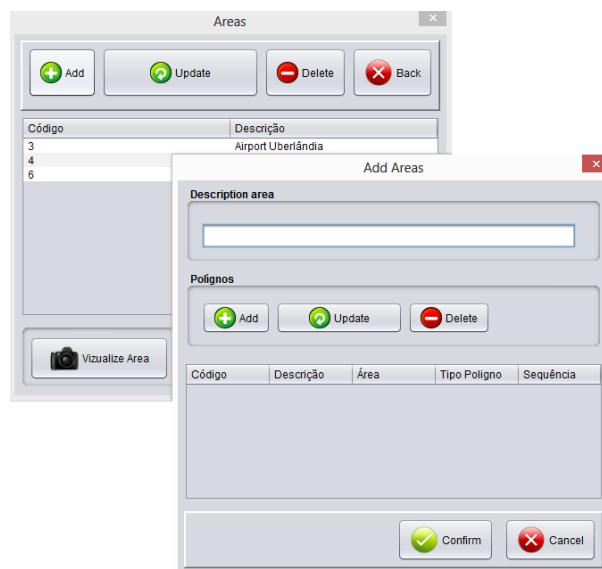 Areas
Add
Update
Delete
Back
Código Descrição
3 Airport Uberlândia
4
6
Vizualize Area
Add Areas
Description area
Polignos
Add
Update
Delete
Código Descrição Área Tipo Poligno Sequência
Confirm
Cancel